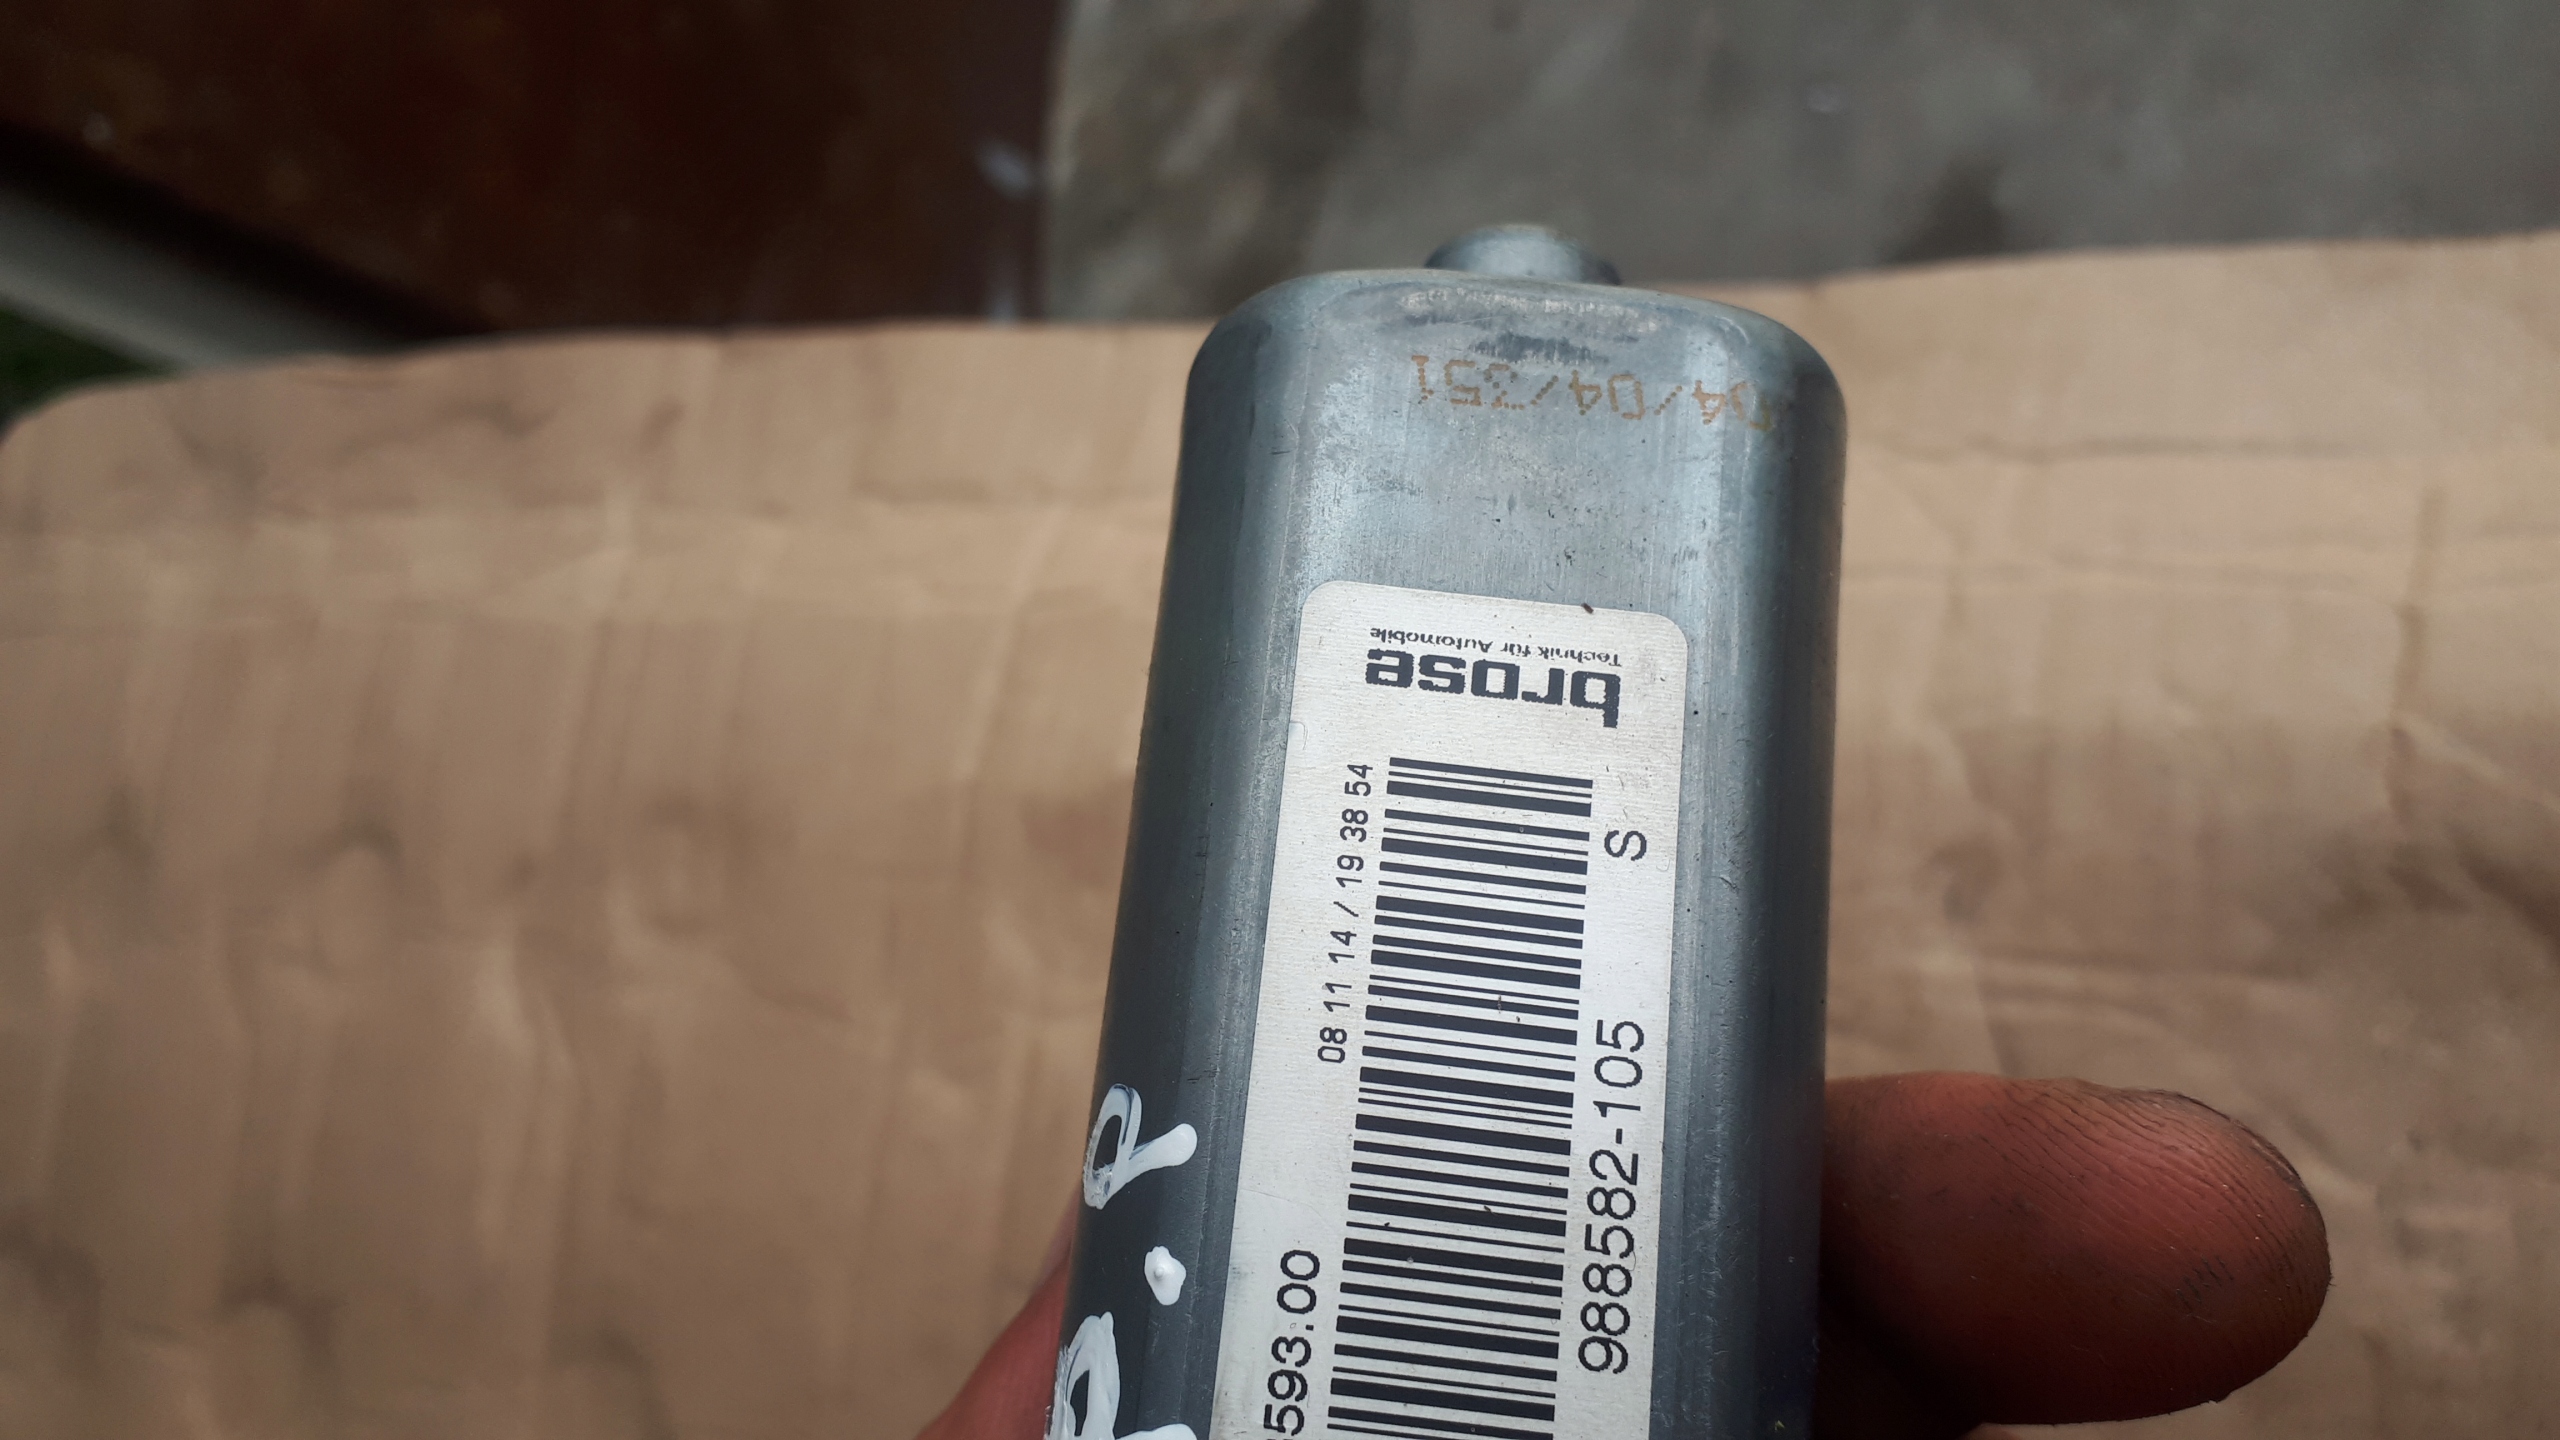 04/04/351
brose
Technik für Automobile
08 11 14 / 19 38 54
S
988582-105
593.00